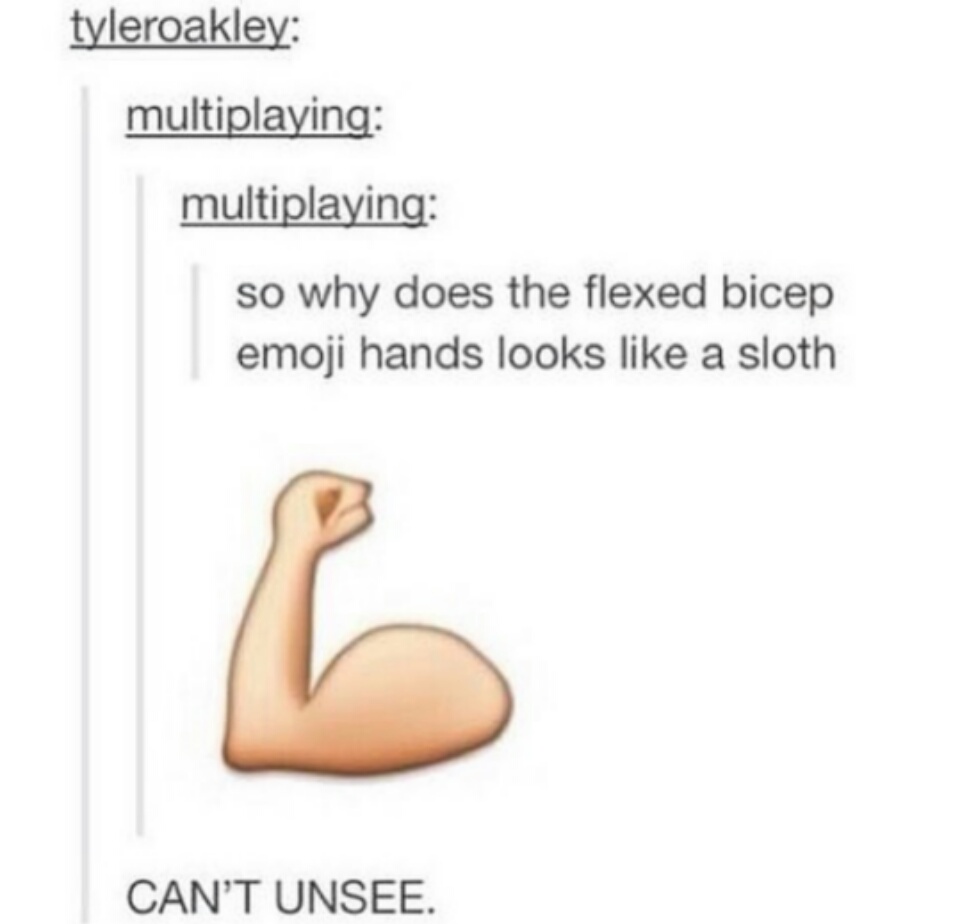 tyleroakley:
multiplaying:
multiplaying:
so why does the flexed bicep
emoji hands looks like a sloth
CAN'T UNSEE.